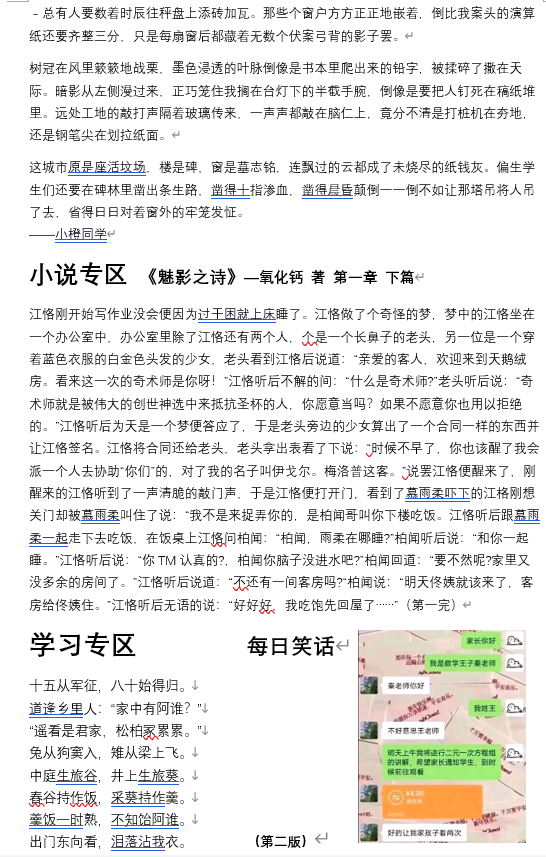 －总有人要数着时辰往秤盘上添砖加瓦。那些个窗户方方正正地嵌着，倒比我案头的演算
纸还要齐整三分，只是每扇窗后都藏着无数个伏案弓背的影子罢。
树冠在风里簌簌地战栗，墨色浸透的叶脉倒像是书本里爬出来的铅字，被揉碎了撒在天
际。暗影从左侧漫过来，正巧笼住我搁在台灯下的半截手腕，倒像是要把人钉死在稿纸堆
里。远处工地的敲打声隔着玻璃传来，一声声都敲在脑仁上，竟分不清是打桩机在夯地，
还是钢笔尖在划拉纸面。
这城市原是座活坟场，楼是碑，窗是墓志铭，连飘过的云都成了未烧尽的纸钱灰。偏生学
生们还要在碑林里凿出条生路，凿得十指渗血，凿得晨昏颠倒一一倒不如让那塔吊将人吊
了去，省得日日对着窗外的牢笼发怔。
——小橙同学
小说专区 《魅影之诗》—氧化钙 著 第一章 下篇
江恪刚开始写作业没会便因为过于困就上床睡了。江恪做了个奇怪的梦，梦中的江恪坐在
一个办公室中，办公室里除了江恪还有两个人，个是一个长鼻子的老头，另一位是一个穿
着蓝色衣服的白金色头发的少女，老头看到江恪后说道：“亲爱的客人，欢迎来到天鹅绒
房。看来这一次的奇术师是你呀！”江恪听后不解的问：“什么是奇术师？”老头听后说：“奇
术师就是被伟大的创世神选中来抵抗圣杯的人，你愿意当吗？如果不愿意你也用以拒绝
的。”江恪听后为天是一个梦便答应了，于是老头旁边的少女算出了一个合同一样的东西并
让江恪签名。江恪将合同还给老头，老头拿出表看了下说：“时候不早了，你也该醒了我会
派一个人去协助“你们”的，对了我的名子叫伊戈尔。梅洛普这客。”说罢江恪便醒来了，刚
醒来的江恪听到了一声清脆的敲门声，于是江恪便打开门，看到了慕雨柔吓下的江格刚想
关门却被慕雨柔叫住了说：“我不是来捉弄你的，是柏闻哥叫你下楼吃饭。江恪听后跟慕雨
柔一起走下去吃饭，在饭桌上江恪问柏闻：“柏闻，雨柔在哪睡？”柏闻听后说：“和你一起
睡。”江恪听后说：“你 TM 认真的？，柏闻你脑子没进水吧？”柏闻回道：“要不然呢？家里又
没多余的房间了。”江恪听后说道：“不还有一间客房吗？”柏闻说：“明天佟姨就该来了，客
房给佟姨住。”江恪听后无语的说：“好好好，我吃饱先回屋了……”（第一完）
学习专区
每日笑话
十五从军征，八十始得归。
道逢乡里人：“家中有阿谁？”
“遥看是君家，松柏冢累累。”
兔从狗窦入，雉从梁上飞。
中庭生旅谷，井上生旅葵。
舂谷持作饭，采葵持作羹。
羹饭一时熟，不知饴阿谁。
出门东向看，泪落沾我衣。
（第二版）
家长你好
我是数学王子秦老师
秦老师你好
我姓王
不好意思王老师
明天上午我将进行二元一次方程组
的讲解，希望家长通知学生，到时
候前往观看
¥4.00
好的让我家孩子看两次